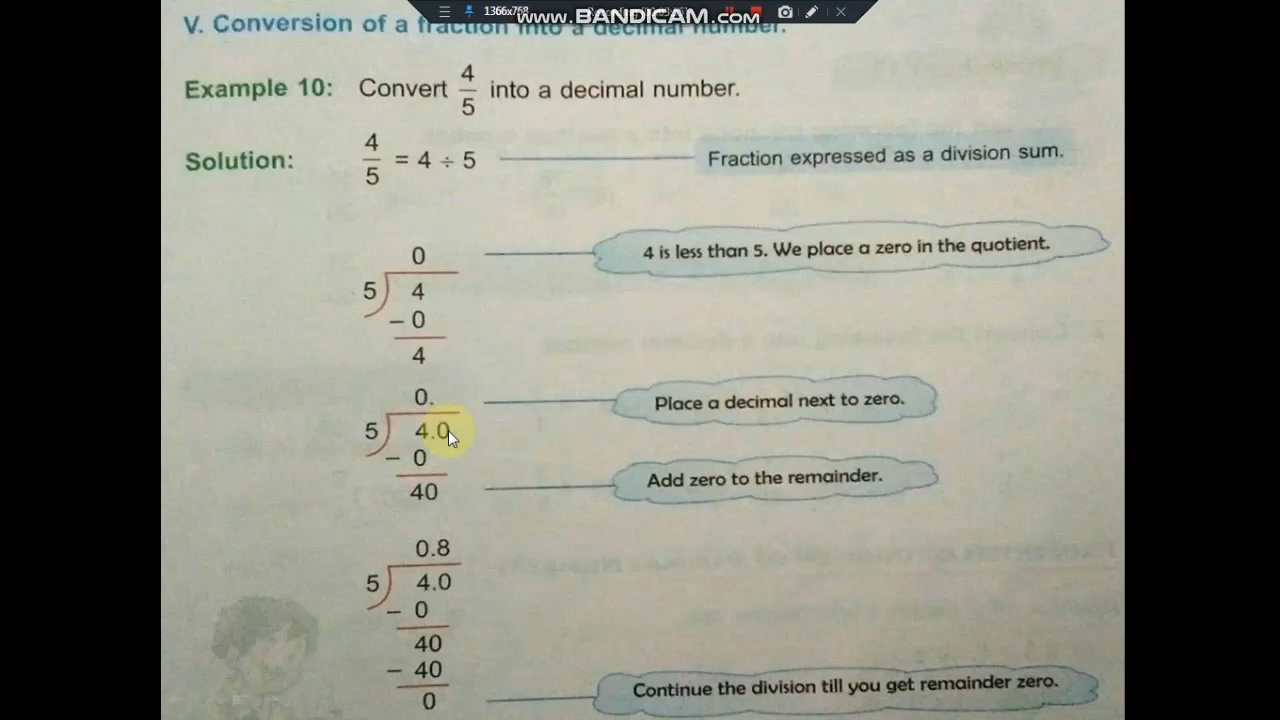 1366x768
www.BANDICAM.com
V. Conversion of a fraction into a decimal number.
Example 10: Convert 4/5 into a decimal number.
Solution: 4/5 = 4 ÷ 5
Fraction expressed as a division sum.
0
4 is less than 5. We place a zero in the quotient.
5 4
– 0
4
0.
Place a decimal next to zero.
5 4.0
– 0
Add zero to the remainder.
40
0.8
5 4.0
– 0
40
– 40
0
Continue the division till you get remainder zero.